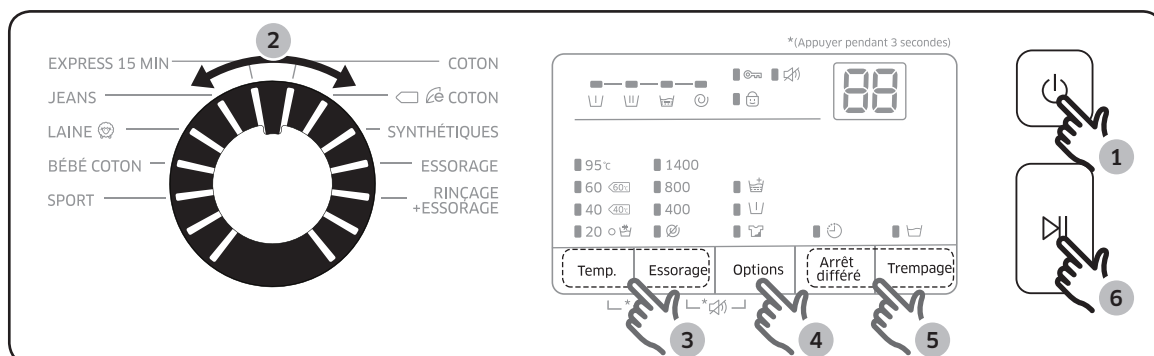 2
*(Appuyer pendant 3 secondes)
EXPRESS 15 MIN
COTON
JEANS
é COTON
LAINE
SYNTHÉTIQUES
BÉBÉ COTON
ESSORAGE
SPORT
RINÇAGE
+ESSORAGE
88
95℃ 1400
60 60℃ 800
40 40℃ 400
20
Temp. Essorage Options Arrêt
différé Trempage
* *
3 4 5
1
6